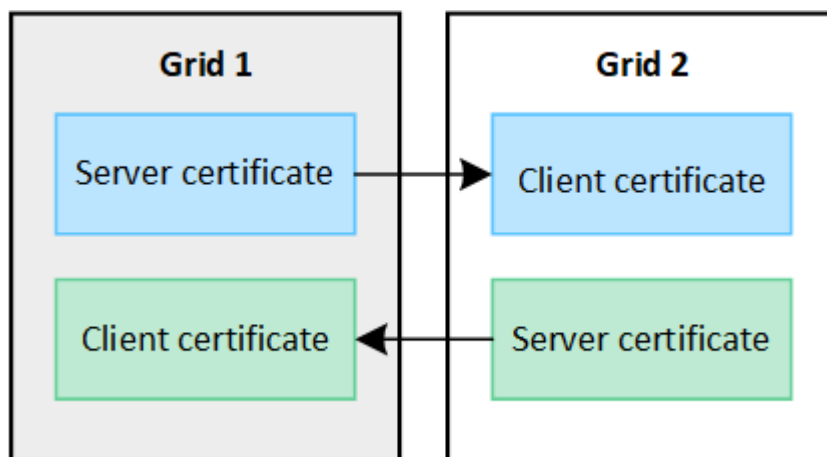 Grid 1
Grid 2
Server certificate
Client certificate
Client certificate
Server certificate